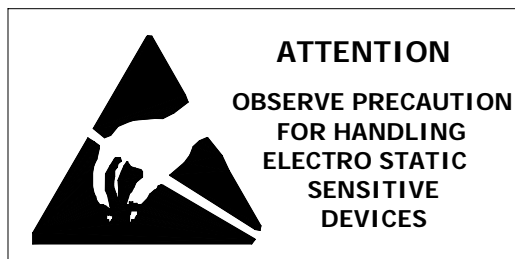 ATTENTION
OBSERVE PRECAUTION
FOR HANDLING
ELECTRO STATIC
SENSITIVE
DEVICES